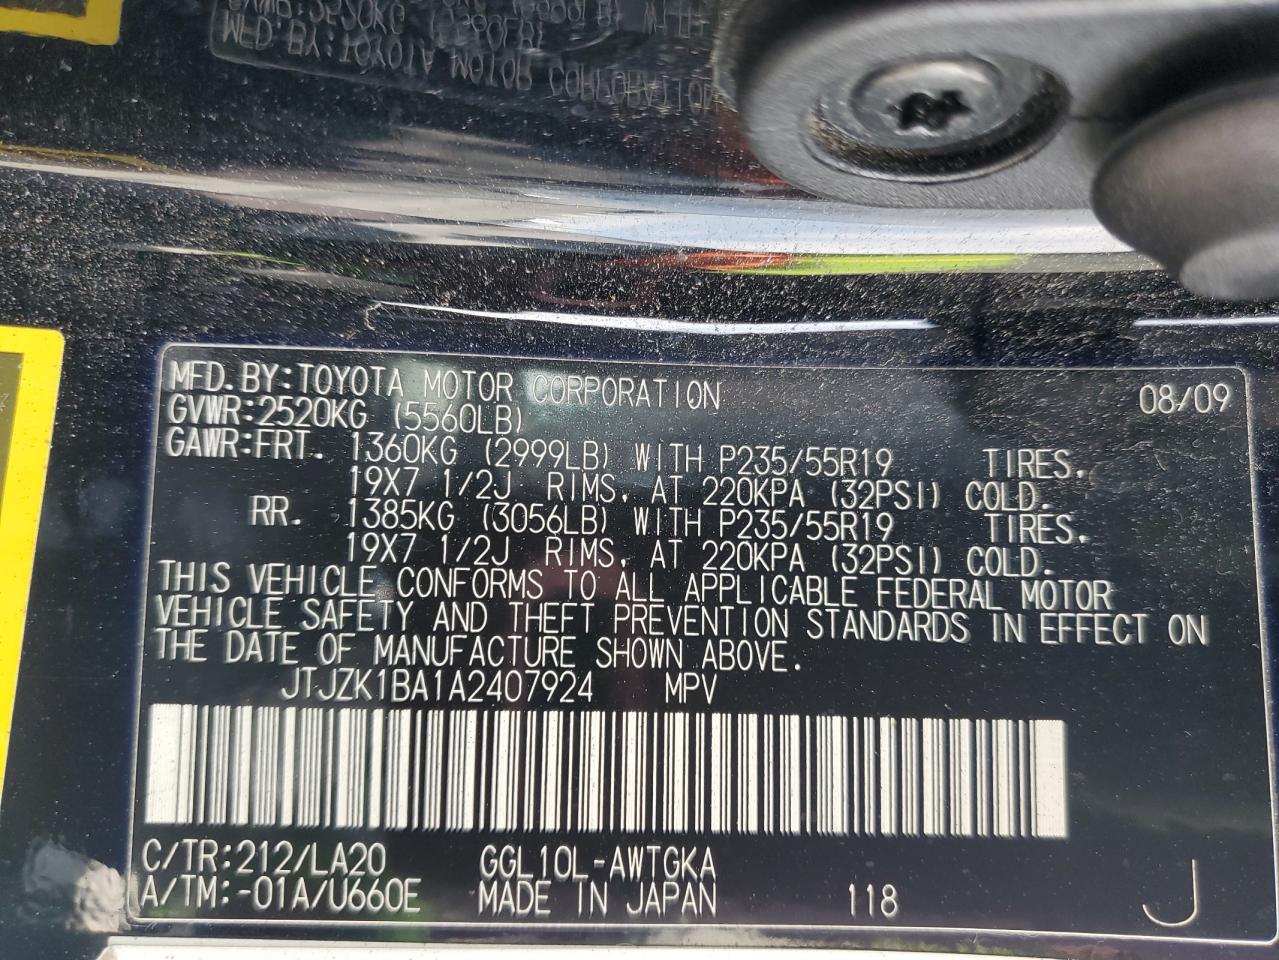 MFD. BY: TOYOTA MOTOR CORPORATION 08/09
GVWR: 2520KG (5560LB)
GAWR: FRT. 1360KG (2999LB) WITH P235/55R19 TIRES,
19X7 1/2J RIMS, AT 220KPA (32PSI) COLD.
RR. 1385KG (3056LB) WITH P235/55R19 TIRES,
19X7 1/2J RIMS, AT 220KPA (32PSI) COLD.
THIS VEHICLE CONFORMS TO ALL APPLICABLE FEDERAL MOTOR
VEHICLE SAFETY AND THEFT PREVENTION STANDARDS IN EFFECT ON
THE DATE OF MANUFACTURE SHOWN ABOVE.
JTJZK1BA1A2407924 MPV
C/TR: 212/LA20 GGL10L-AWTGKA
A/TM: -01A/U660E MADE IN JAPAN 118 J